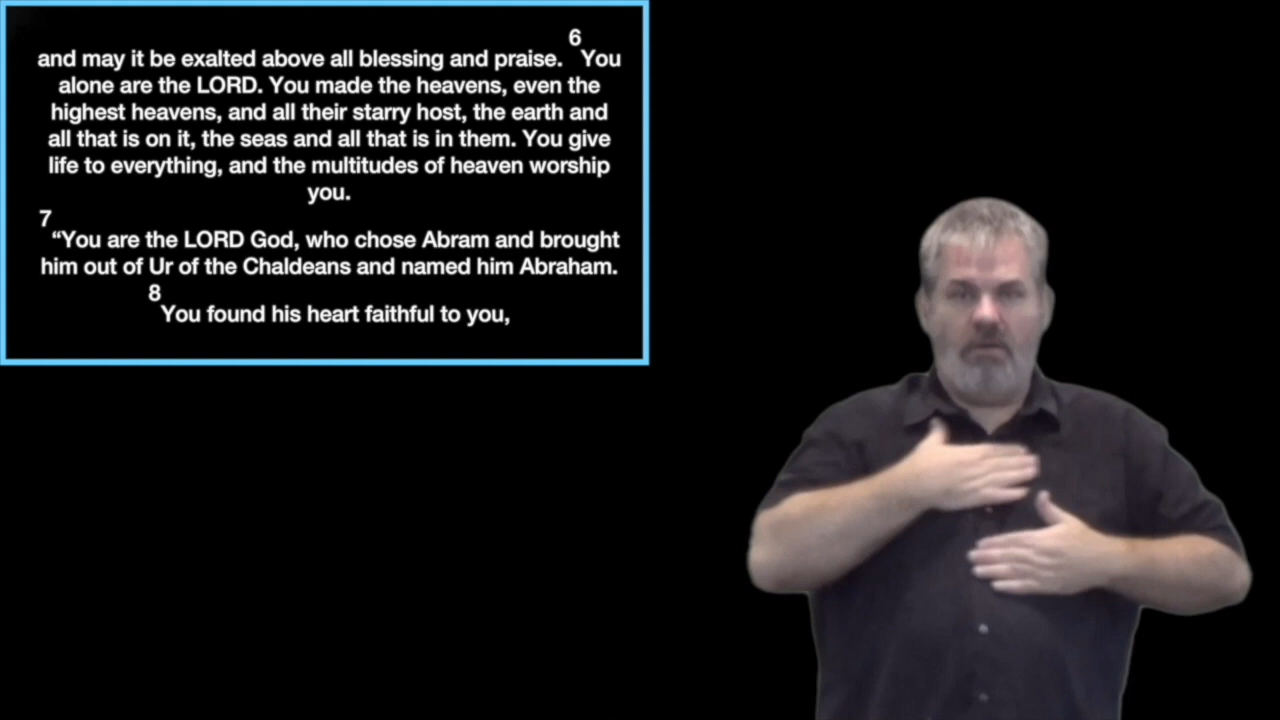 and may it be exalted above all blessing and praise. 6 You
alone are the LORD. You made the heavens, even the
highest heavens, and all their starry host, the earth and
all that is on it, the seas and all that is in them. You give
life to everything, and the multitudes of heaven worship
you.
7 “You are the LORD God, who chose Abram and brought
him out of Ur of the Chaldeans and named him Abraham.
8 You found his heart faithful to you,